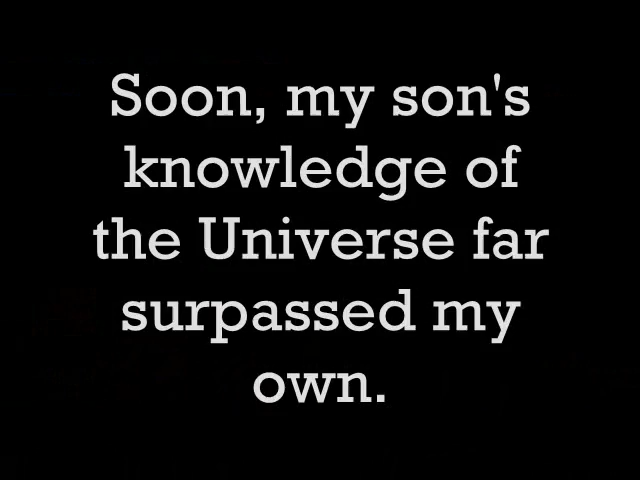 Soon, my son's
knowledge of
the Universe far
surpassed my
own.